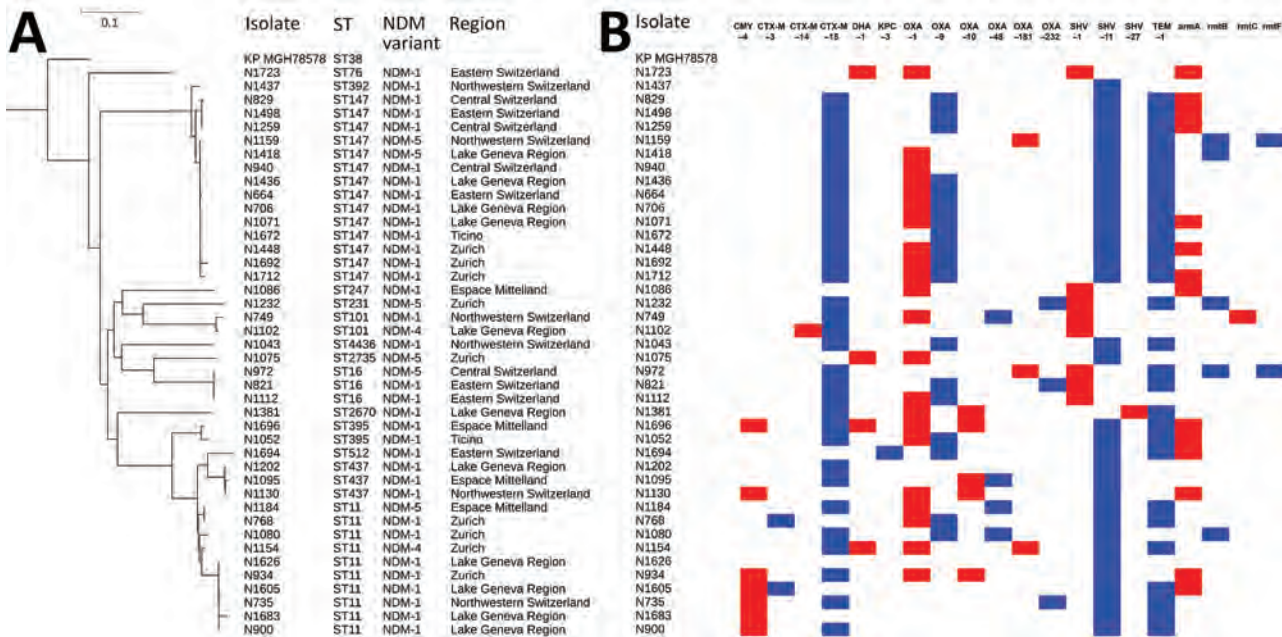 0.1
A
Isolate ST NDM variant Region
KP MGH78578 ST38
N1723 ST76 NDM-1 Eastern Switzerland
N1437 ST392 NDM-1 Northwestern Switzerland
N829 ST147 NDM-1 Central Switzerland
N1498 ST147 NDM-1 Eastern Switzerland
N1259 ST147 NDM-1 Central Switzerland
N1159 ST147 NDM-5 Northwestern Switzerland
N1418 ST147 NDM-5 Lake Geneva Region
N940 ST147 NDM-1 Central Switzerland
N1436 ST147 NDM-1 Lake Geneva Region
N664 ST147 NDM-1 Eastern Switzerland
N706 ST147 NDM-1 Lake Geneva Region
N1071 ST147 NDM-1 Lake Geneva Region
N1672 ST147 NDM-1 Ticino
N1448 ST147 NDM-1 Zurich
N1692 ST147 NDM-1 Zurich
N1712 ST147 NDM-1 Zurich
N1086 ST247 NDM-1 Espace Mittelland
N1232 ST231 NDM-5 Zurich
N749 ST101 NDM-1 Northwestern Switzerland
N1102 ST101 NDM-4 Lake Geneva Region
N1043 ST4436 NDM-1 Northwestern Switzerland
N1075 ST2735 NDM-5 Zurich
N972 ST16 NDM-5 Central Switzerland
N821 ST16 NDM-1 Eastern Switzerland
N1112 ST16 NDM-1 Eastern Switzerland
N1381 ST2670 NDM-1 Lake Geneva Region
N1696 ST395 NDM-1 Espace Mittelland
N1052 ST395 NDM-1 Ticino
N1694 ST512 NDM-1 Eastern Switzerland
N1202 ST437 NDM-1 Lake Geneva Region
N1095 ST437 NDM-1 Espace Mittelland
N1130 ST437 NDM-1 Northwestern Switzerland
N1184 ST11 NDM-5 Espace Mittelland
N768 ST11 NDM-1 Zurich
N1080 ST11 NDM-1 Zurich
N1154 ST11 NDM-4 Zurich
N1626 ST11 NDM-1 Lake Geneva Region
N934 ST11 NDM-1 Zurich
N1605 ST11 NDM-1 Lake Geneva Region
N735 ST11 NDM-1 Northwestern Switzerland
N1683 ST11 NDM-1 Lake Geneva Region
N900 ST11 NDM-1 Lake Geneva Region
B
Isolate CMY CTX-M CTX-M CTX-M DHA KPC OXA OXA OXA OXA OXA OXA SHV SHV SHV TEM armA rmtB rmtC rmtF
-4 -3 -14 -15 -1 -3 -1 -9 -10 -48 -181 -232 -1 -11 -27 -1
KP MGH78578
N1723
N1437
N829
N1498
N1259
N1159
N1418
N940
N1436
N664
N706
N1071
N1672
N1448
N1692
N1712
N1086
N1232
N749
N1102
N1043
N1075
N972
N821
N1112
N1381
N1696
N1052
N1694
N1202
N1095
N1130
N1184
N768
N1080
N1154
N1626
N934
N1605
N735
N1683
N900